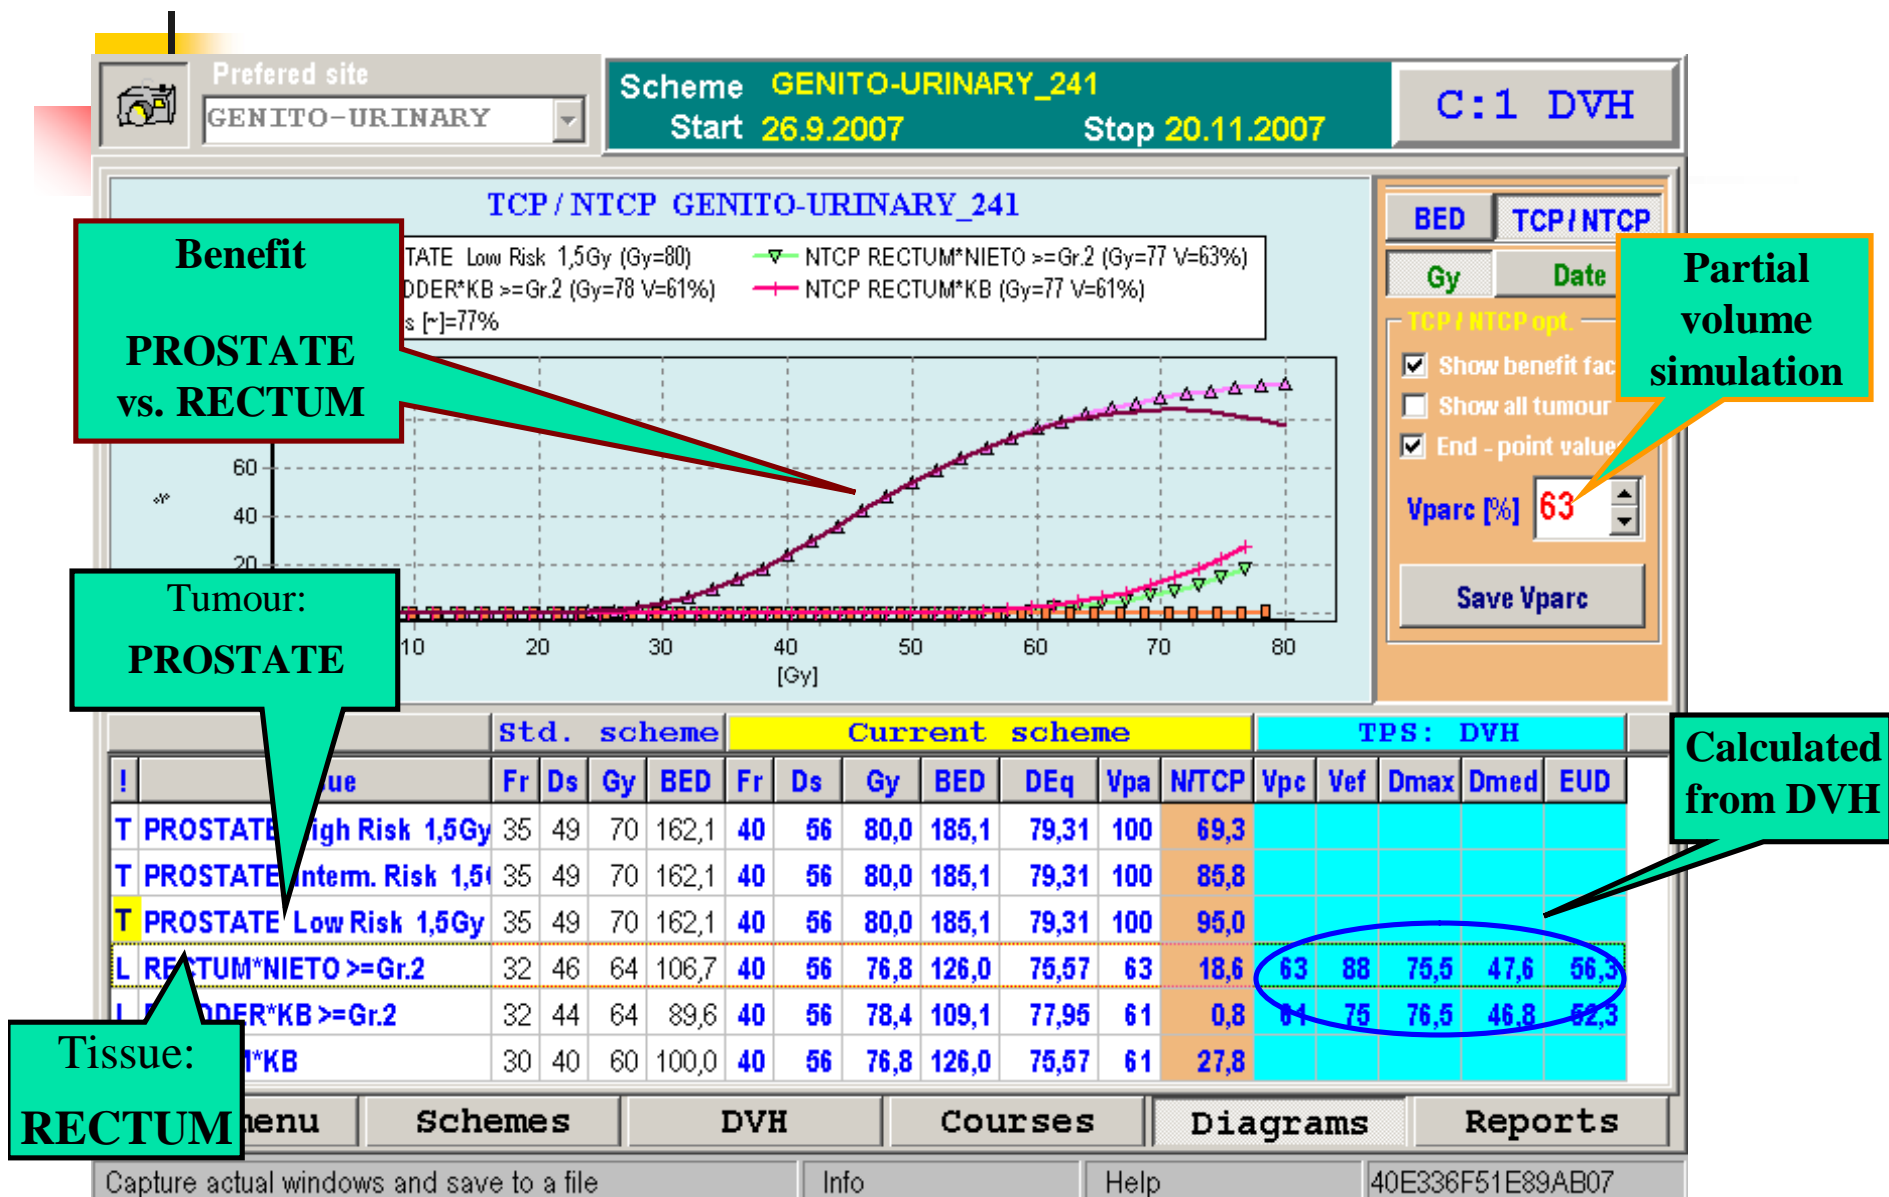 Prefered site
GENITO-URINARY
Scheme GENITO-URINARY_241
Start 26.9.2007 Stop 20.11.2007
C:1 DVH
TCP / NTCP GENITO-URINARY_241
TATE Low Risk 1,5Gy (Gy=80)
NTCP RECTUM*NIETO >=Gr.2 (Gy=77 V=63%)
DDER*KB >=Gr.2 (Gy=78 V=61%)
NTCP RECTUM*KB (Gy=77 V=61%)
s [~]=77%
Benefit
PROSTATE
vs. RECTUM
BED TCP / NTCP
Gy Date
TCP / NTCP opt.
Show benefit fac
Show all tumour
End - point value
Vparc [%] 63
Save Vparc
Partial
volume
simulation
60
40
20
%
10 20 30 40 50 60 70 80
[Gy]
Tumour:
PROSTATE
Std. scheme Current scheme TPS: DVH
! sue Fr Ds Gy BED Fr Ds Gy BED DEq Vpa N/TCP Vpc Vef Dmax Dmed EUD
T PROSTATE igh Risk 1,5Gy 35 49 70 162,1 40 56 80,0 185,1 79,31 100 69,3
T PROSTATE Interm. Risk 1,5( 35 49 70 162,1 40 56 80,0 185,1 79,31 100 85,8
T PROSTATE Low Risk 1,5Gy 35 49 70 162,1 40 56 80,0 185,1 79,31 100 95,0
L RECTUM*NIETO >=Gr.2 32 46 64 106,7 40 56 76,8 126,0 75,57 63 18,6 63 88 75,5 47,6 56,3
L DDER*KB >=Gr.2 32 44 64 89,6 40 56 78,4 109,1 77,95 61 0,8 61 75 76,5 46,8 52,3
M*KB 30 40 60 100,0 40 56 76,8 126,0 75,57 61 27,8
Calculated
from DVH
Tissue:
RECTUM
menu Schemes DVH Courses Diagrams Reports
Capture actual windows and save to a file Info Help 40E336F51E89AB07